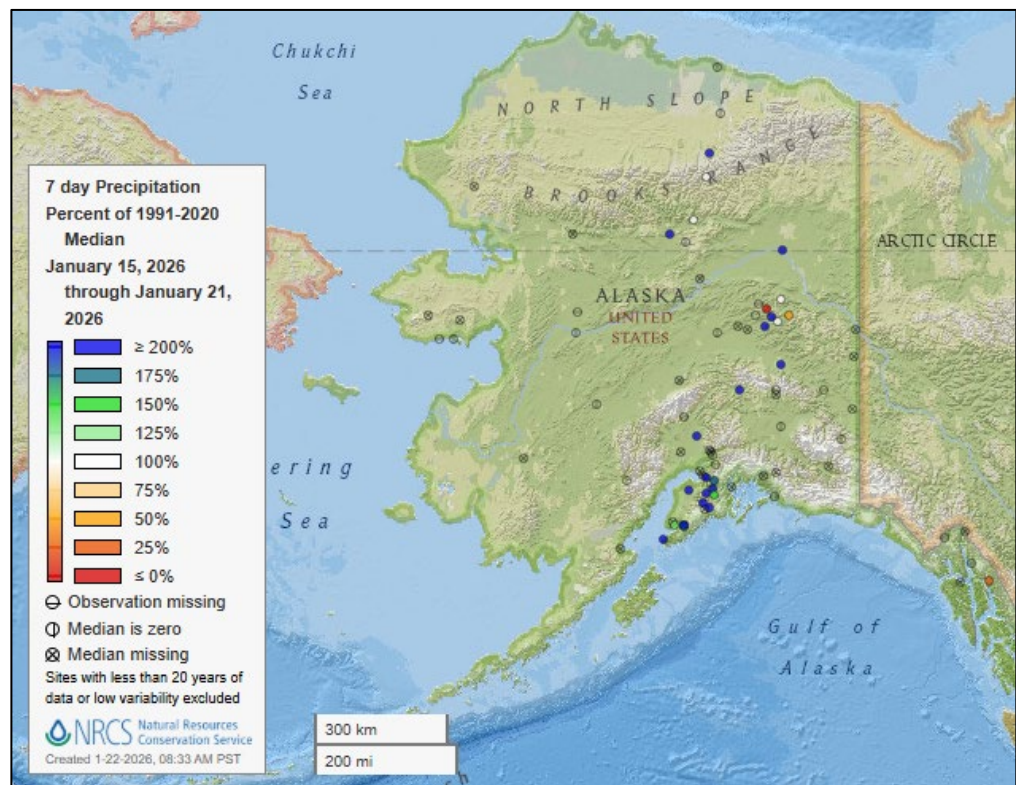 Chukchi
Sea
NORTH SLOPE
BROOKS RANGE
ARCTIC CIRCLE
ALASKA
UNITED
STATES
ering
Sea
Gulf of
Alaska
7 day Precipitation
Percent of 1991-2020
Median
January 15, 2026
through January 21,
2026
≥ 200%
175%
150%
125%
100%
75%
50%
25%
≤ 0%
Observation missing
Median is zero
Median missing
Sites with less than 20 years of
data or low variability excluded
NRCS Natural Resources
Conservation Service
Created 1-22-2026, 08:33 AM PST
300 km
200 mi